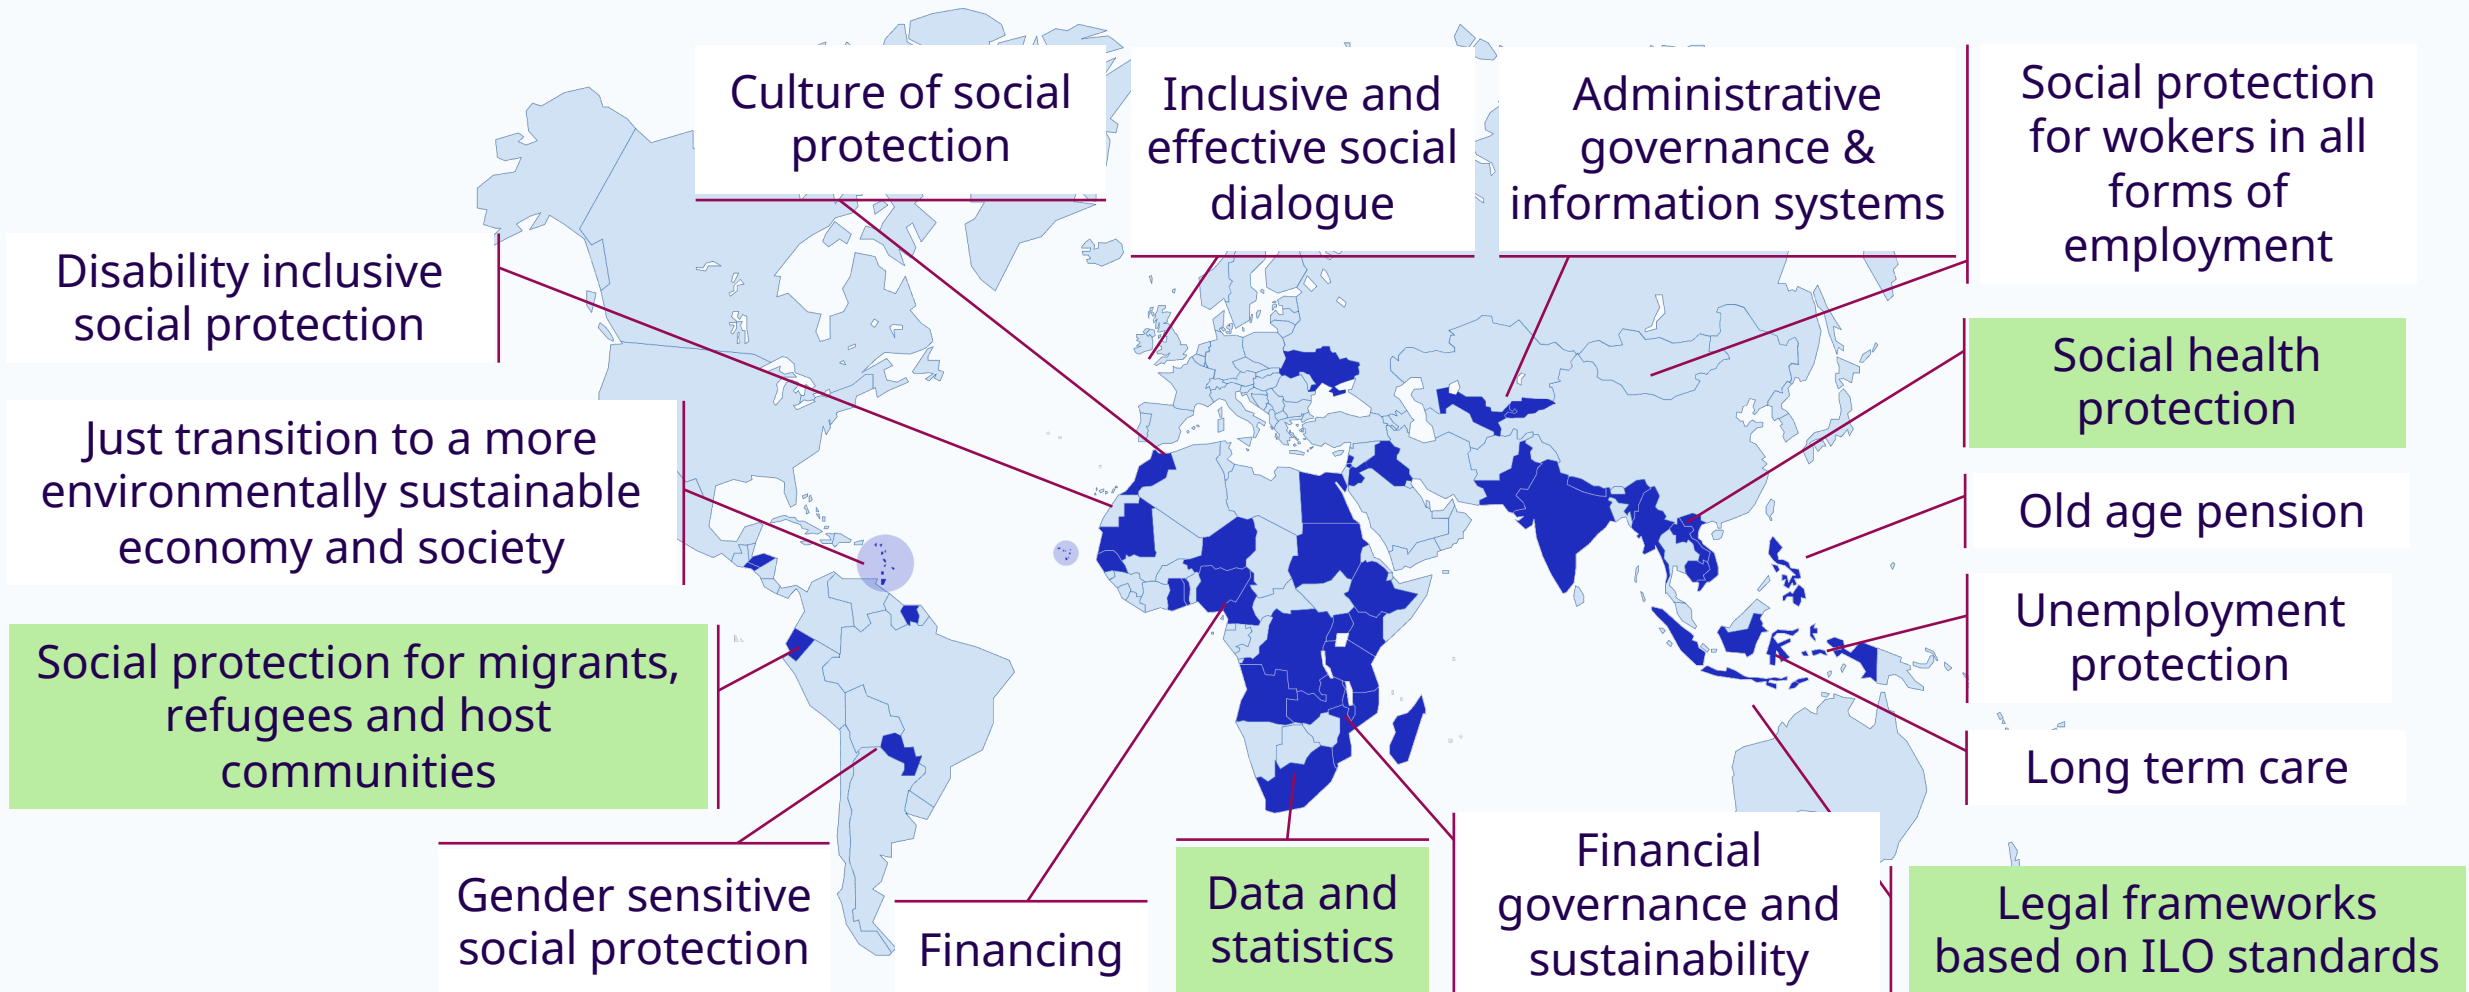 Culture of social
protection
Inclusive and
effective social
dialogue
Administrative
governance &
information systems
Social protection
for wokers in all
forms of
employment
Disability inclusive
social protection
Social health
protection
Just transition to a more
environmentally sustainable
economy and society
Old age pension
Unemployment
protection
Social protection for migrants,
refugees and host
communities
Long term care
Gender sensitive
social protection
Financing
Data and
statistics
Financial
governance and
sustainability
Legal frameworks
based on ILO standards